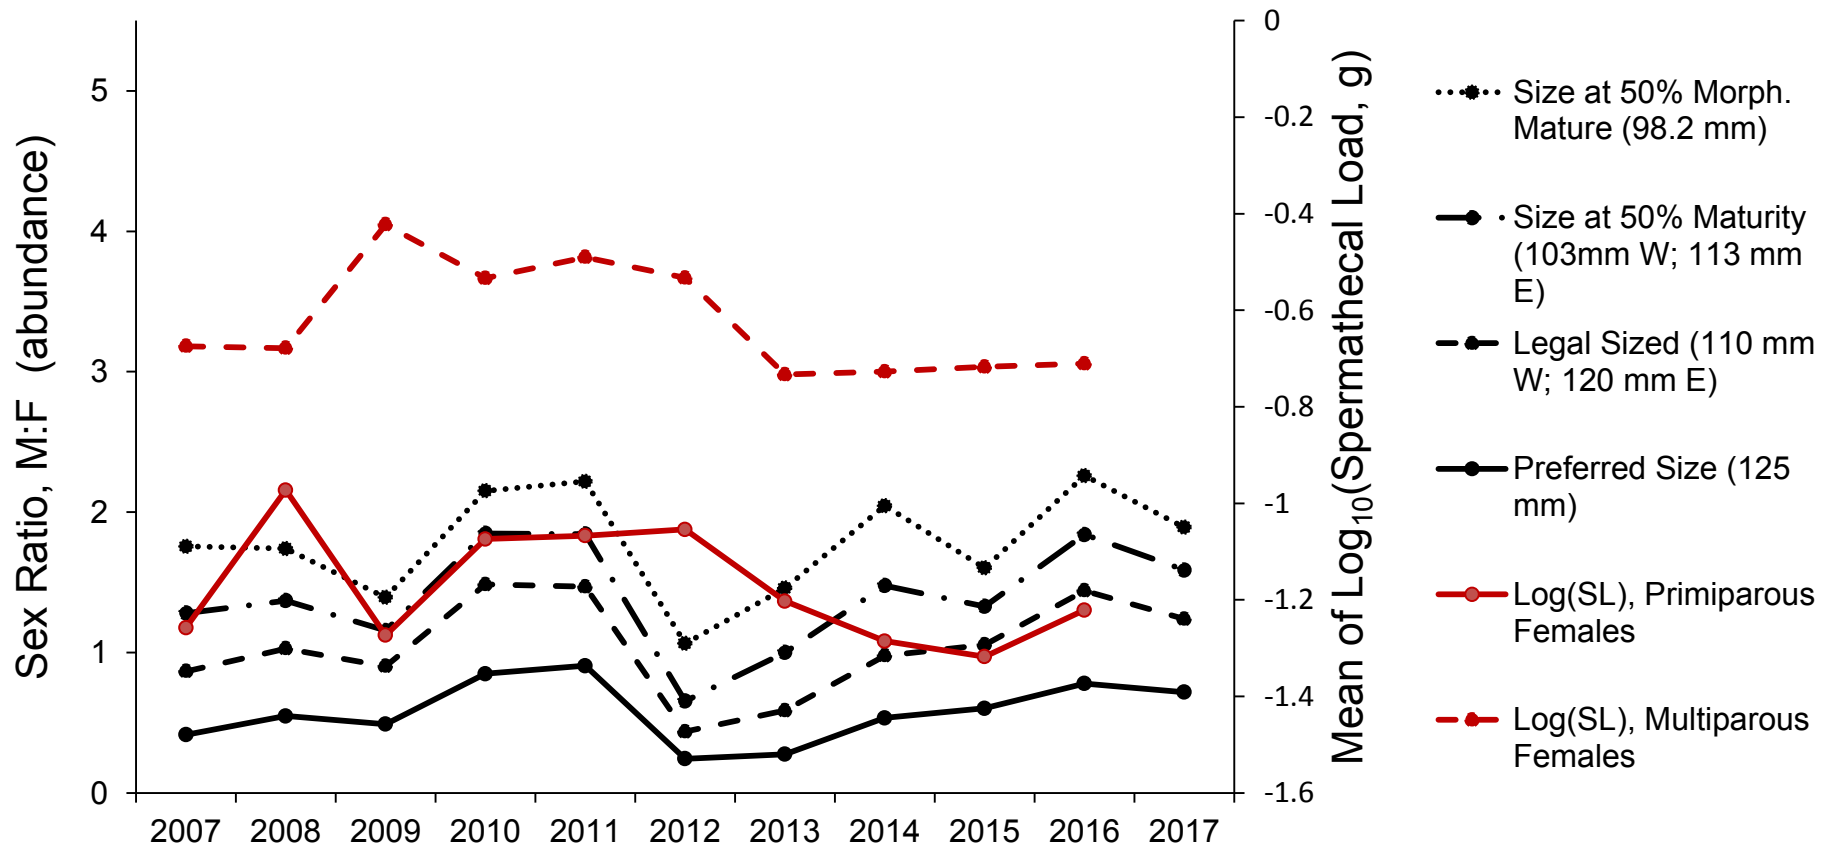 Sex Ratio, M:F (abundance)
5
4
3
2
1
0
2007 2008 2009 2010 2011 2012 2013 2014 2015 2016 2017
0
-0.2
-0.4
-0.6
-0.8
-1
-1.2
-1.4
-1.6
Mean of Log10(Spermathecal Load, g)
Size at 50% Morph.
Mature (98.2 mm)
Size at 50% Maturity
(103mm W; 113 mm
E)
Legal Sized (110 mm
W; 120 mm E)
Preferred Size (125
mm)
Log(SL), Primiparous
Females
Log(SL), Multiparous
Females